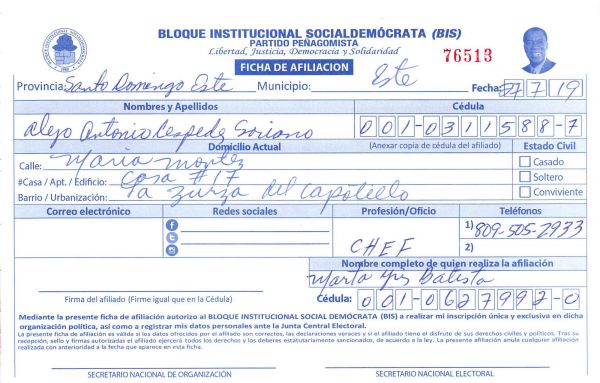 BLOQUE INSTITUCIONAL SOCIALDEMÓCRATA (BIS)
PARTIDO PEÑAGOMISTA
Libertad, Justicia, Democracia y Solidaridad
76513
FICHA DE AFILIACION
Provincia: Santo Domingo Este Municipio: Este Fecha: 27/7/19
Nombres y Apellidos Cédula
Alejo Antonio Cespedes Soriano 001-0311588-7
Domicilio Actual (Anexar copia de cédula del afiliado) Estado Civil
Calle: Maria Montez Casado
#Casa / Apt. / Edificio: Casa #17 Soltero
Barrio / Urbanización: La Zurza del Capotillo Conviviente
Correo electrónico Redes sociales Profesión/Oficio Teléfonos
1) 809-505-2933
CHEF 2)
Nombre completo de quien realiza la afiliación
Marta Batista
Firma del afiliado (Firme igual que en la Cédula) Cédula: 001-0627992-0
Mediante la presente ficha de afiliación autorizo al BLOQUE INSTITUCIONAL SOCIAL DEMÓCRATA (BIS) a realizar mi inscripción única y exclusiva en dicha
organización política, así como a registrar mis datos personales ante la Junta Central Electoral.
La presente ficha de afiliación es válida si los datos ofrecidos por el afiliado son correctos, las declaraciones veraces y si el afiliado tiene el disfrute de sus derechos civiles y políticos. Tras su
recepción, sello y firmas autorizadas el afiliado ejercerá todos los derechos y los deberes estatutariamente sancionados, de acuerdo a la ley. La presente afiliación anula cualquier afiliación
realizada con anterioridad a la fecha que aparece en esta ficha.
SECRETARIO NACIONAL DE ORGANIZACIÓN SECRETARIO NACIONAL ELECTORAL